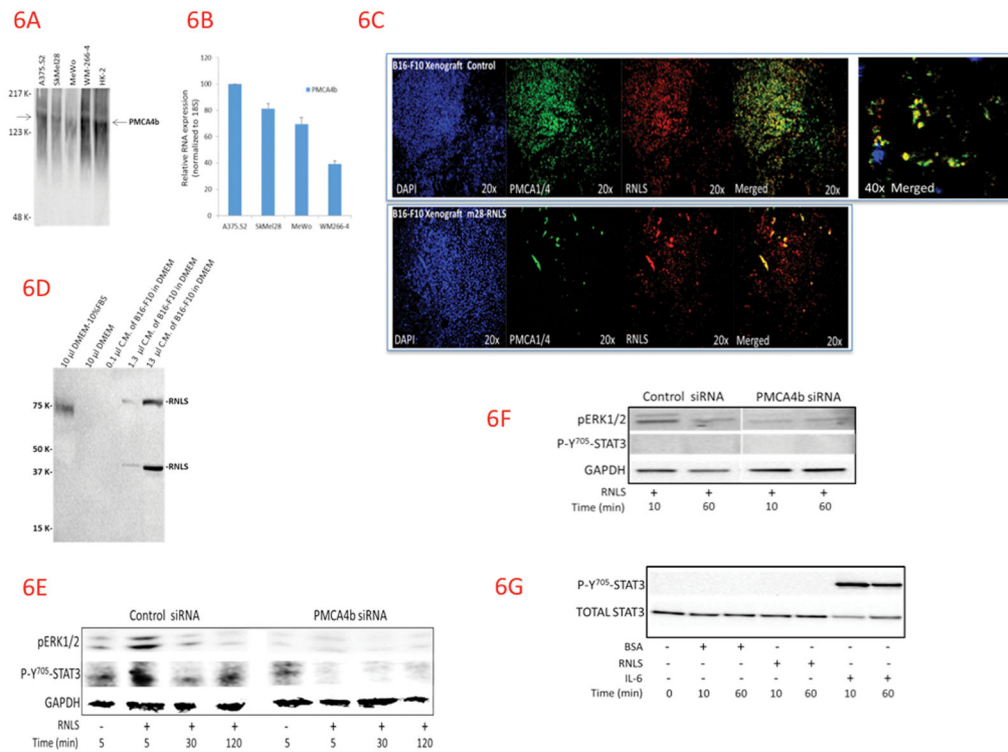 6A
A375.S2
SkMel28
MeWo
WM-266-4
HK-2
217 K-
123 K-
48 K-
PMCA4b
6B
Relative RNA expression
(normalized to 18S)
120
100
80
60
40
20
0
PMCA4b
A375.S2 SkMel28 MeWo WM266-4
6C
B16-F10 Xenograft Control
DAPI 20x PMCA1/4 20x RNLS 20x Merged 20x
40x Merged
B16-F10 Xenograft m28-RNLS
DAPI 20x PMCA1/4 20x RNLS 20x Merged 20x
6D
10 µl DMEM-10%FBS
10 µl DMEM
0.1 µl C.M. of B16-F10 in DMEM
1.3 µl C.M. of B16-F10 in DMEM
13 µl C.M. of B16-F10 in DMEM
75 K-
50 K-
37 K-
15 K-
-RNLS
-RNLS
6E
Control siRNA PMCA4b siRNA
pERK1/2
P-Y705-STAT3
GAPDH
RNLS - + + + - + + +
Time (min) 5 5 30 120 5 5 30 120
6F
Control siRNA PMCA4b siRNA
pERK1/2
P-Y705-STAT3
GAPDH
RNLS + + + +
Time (min) 10 60 10 60
6G
P-Y705-STAT3
TOTAL STAT3
BSA - + + - - - -
RNLS - - - + + - -
IL-6 - - - - - + +
Time (min) 0 10 60 10 60 10 60